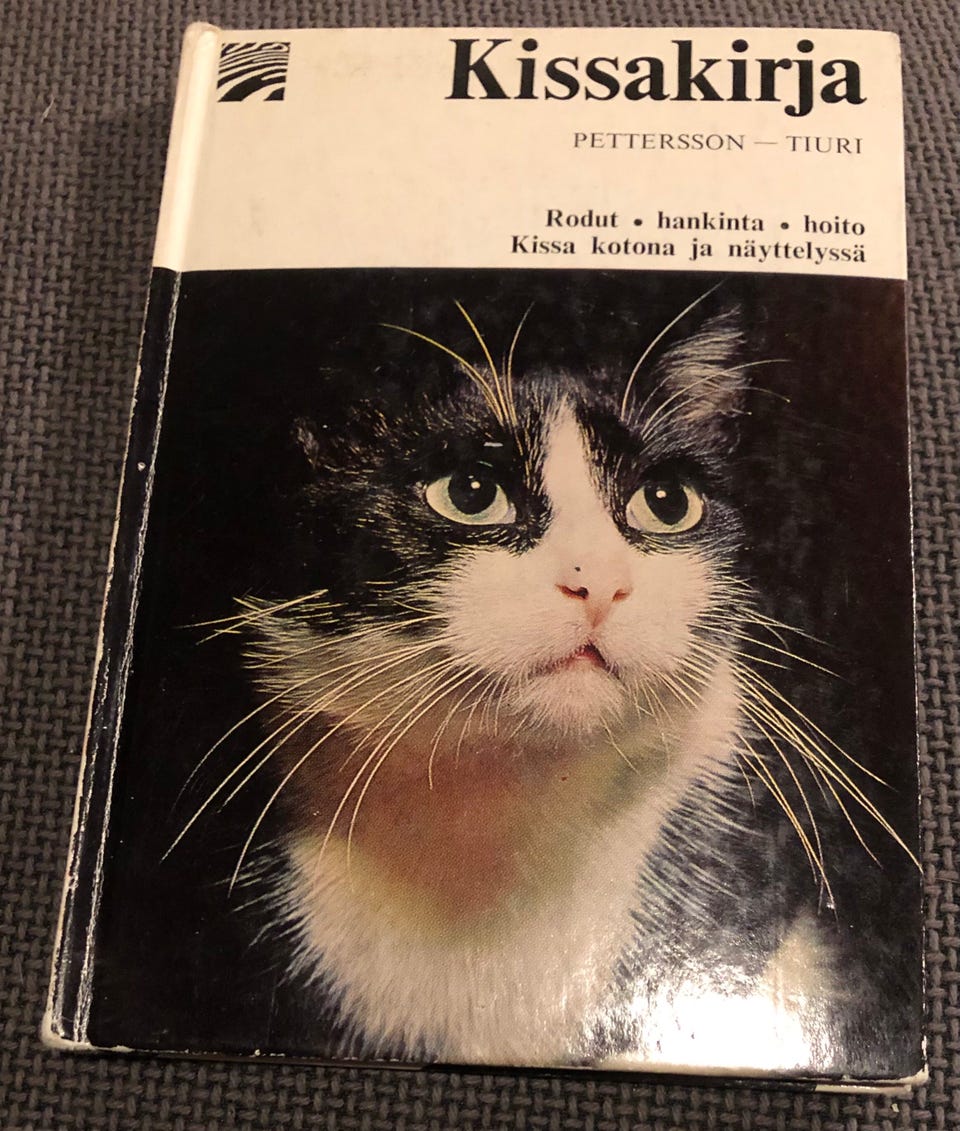 Kissakirja
PETTERSSON — TIURI
Rodut • hankinta • hoito
Kissa kotona ja näyttelyssä